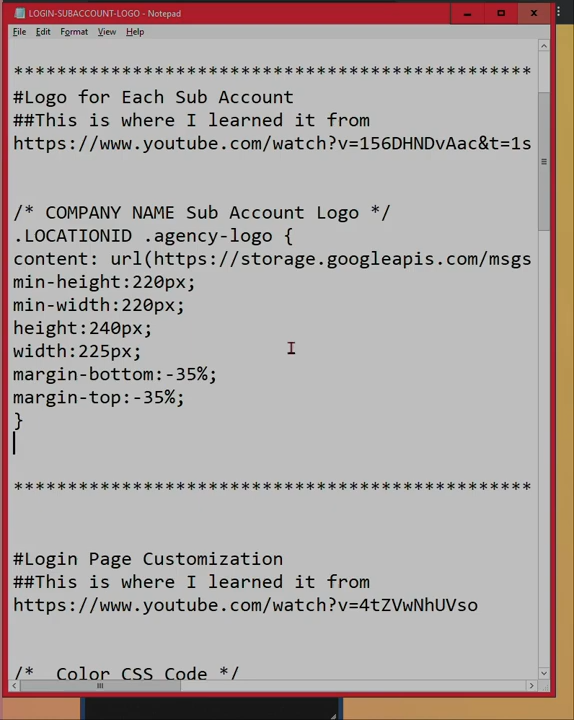 LOGIN-SUBACCOUNT-LOGO - Notepad
File Edit Format View Help
************************************************
#Logo for Each Sub Account
##This is where I learned it from
https://www.youtube.com/watch?v=156DHNDvAac&t=1s
/* COMPANY NAME Sub Account Logo */
.LOCATIONID .agency-logo {
content: url(https://storage.googleapis.com/msgs
min-height:220px;
min-width:220px;
height:240px;
width:225px;
margin-bottom:-35%;
margin-top:-35%;
}
************************************************
#Login Page Customization
##This is where I learned it from
https://www.youtube.com/watch?v=4tZVwNhUVso
/*  Color CSS Code */